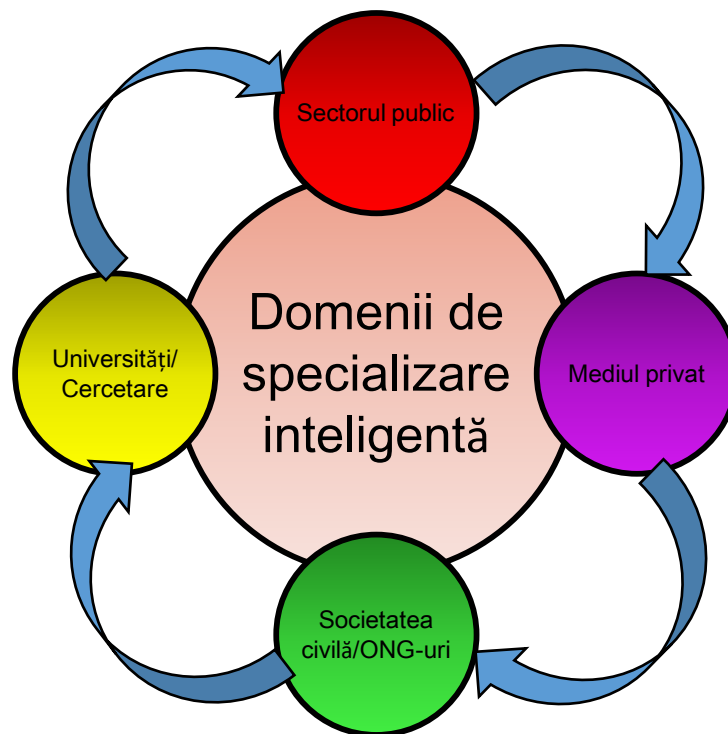 Sectorul public
Domenii de
specializare
inteligentă
Universități/
Cercetare
Mediul privat
Societatea
civilă/ONG-uri